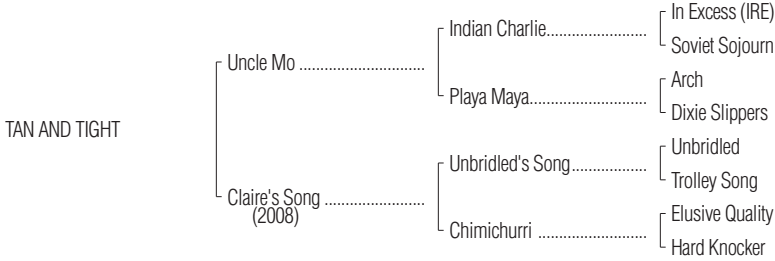 In Excess (IRE)
Indian Charlie........................
Soviet Sojourn
Uncle Mo ..............................
Arch
Playa Maya............................
Dixie Slippers
TAN AND TIGHT
Unbridled
Unbridled's Song..................
Trolley Song
Claire's Song ........................
(2008)
Elusive Quality
Chimichurri ..........................
Hard Knocker